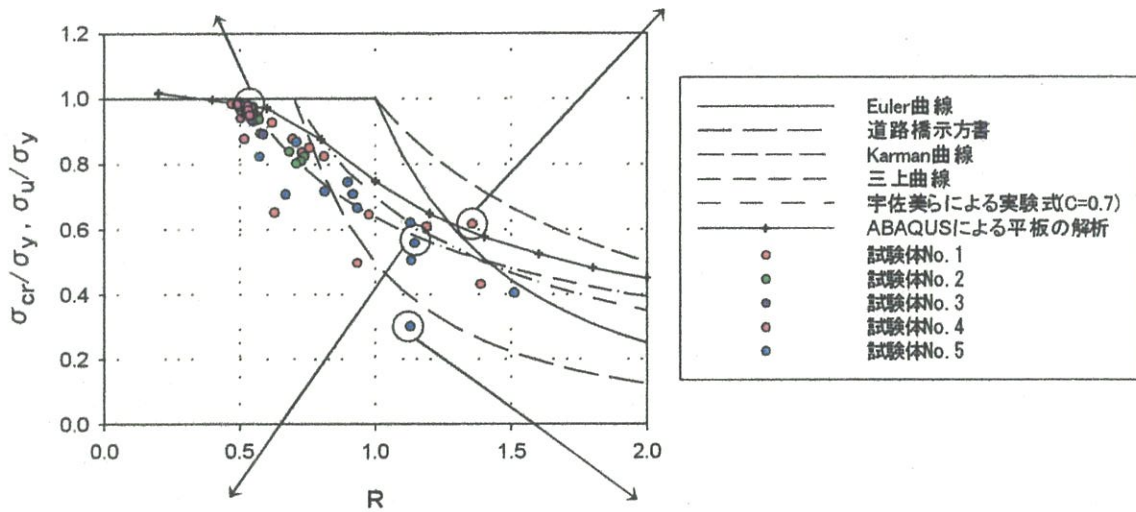 1.2
1.0
0.8
0.6
0.4
0.2
0.0
σcr/σy , σu/σy
0.0 0.5 1.0 1.5 2.0
R
Euler曲線
道路橋示方書
Karman曲線
三上曲線
宇佐美らによる実験式(C=0.7)
ABAQUSによる平板の解析
試験体No. 1
試験体No. 2
試験体No. 3
試験体No. 4
試験体No. 5